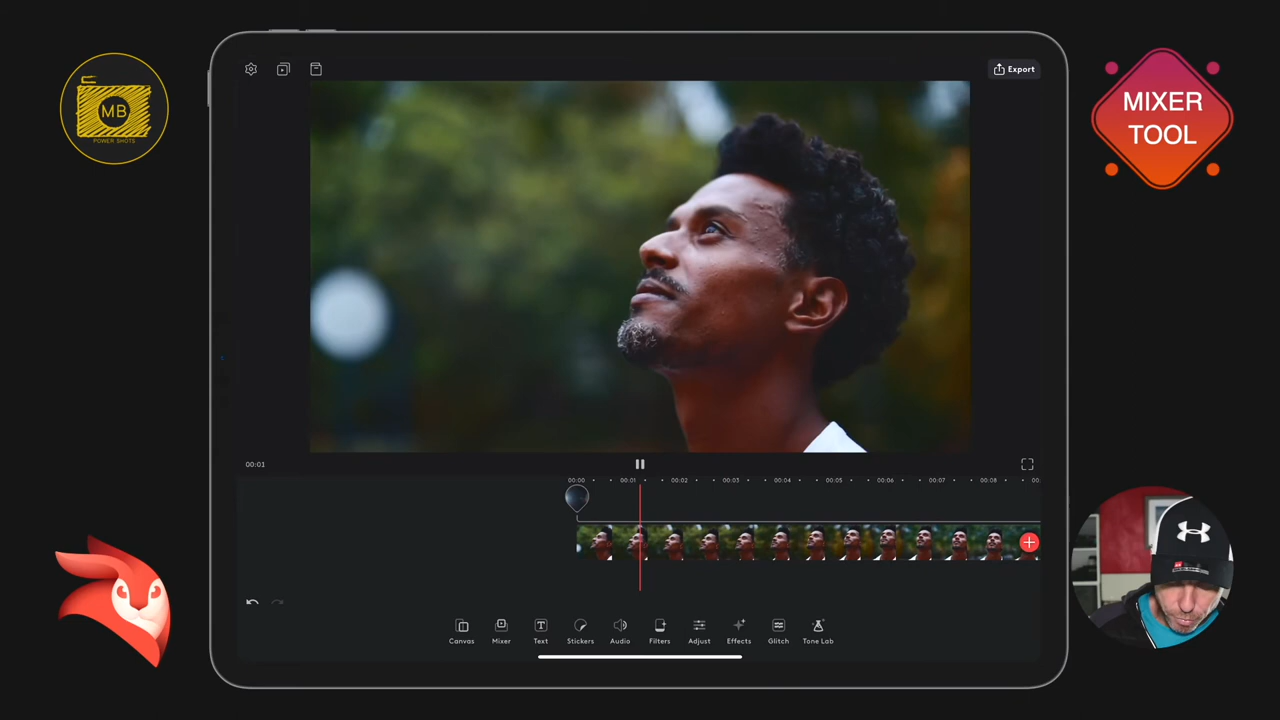 MB
POWER SHOTS
Export
MIXER
TOOL
00:01
00:00
00:01
00:02
00:03
00:04
00:05
00:06
00:07
00:08
00
Canvas
Mixer
Text
Stickers
Audio
Filters
Adjust
Effects
Glitch
Tone Lab